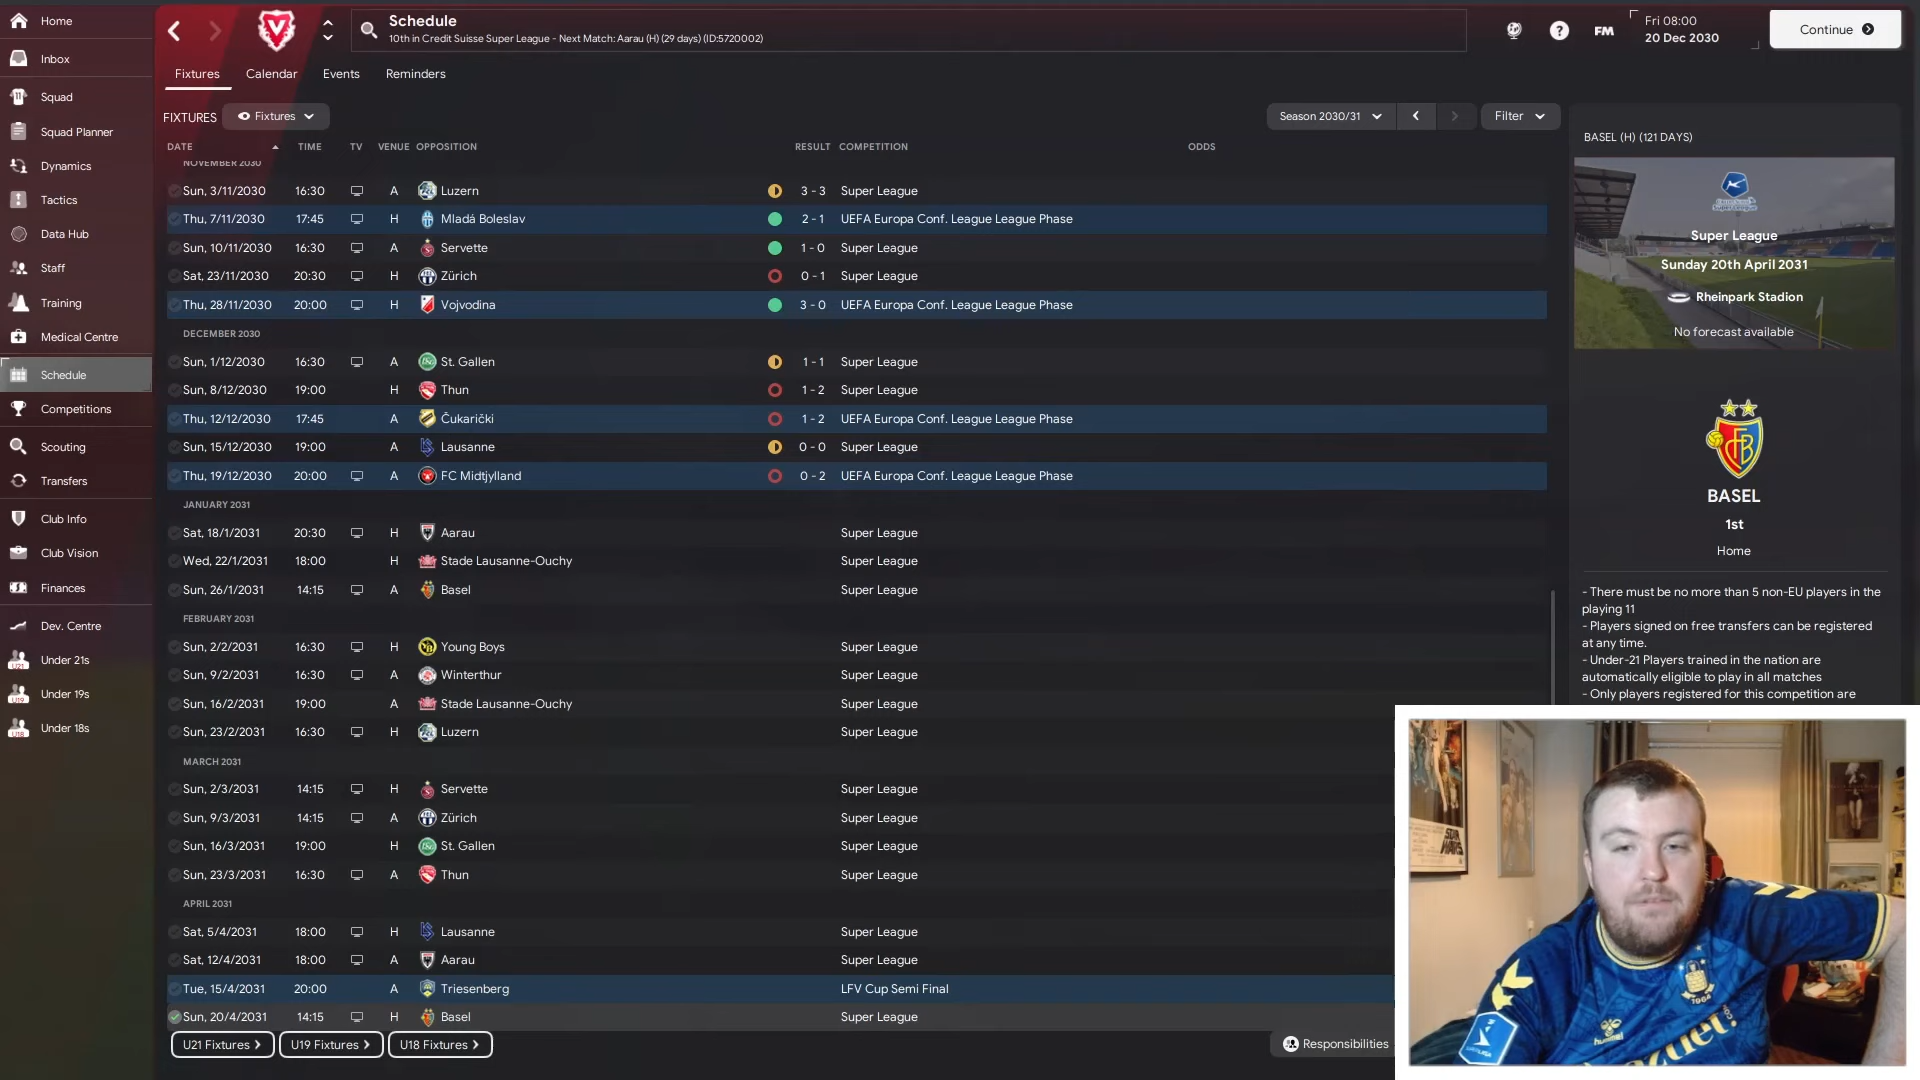 Home
Inbox
Squad
Squad Planner
Dynamics
Tactics
Data Hub
Staff
Training
Medical Centre
Schedule
Competitions
Scouting
Transfers
Club Info
Club Vision
Finances
Dev. Centre
Under 21s
Under 19s
Under 18s
Schedule
10th in Credit Suisse Super League - Next Match: Aarau (H) (29 days) (ID:5720002)
FM
Fri 08:00
20 Dec 2030
Continue
Fixtures Calendar Events Reminders
FIXTURES Fixtures Season 2030/31 Filter
DATE TIME TV VENUE OPPOSITION RESULT COMPETITION ODDS
NOVEMBER 2030
Sun, 3/11/2030 16:30 A Luzern 3 - 3 Super League
Thu, 7/11/2030 17:45 H Mladá Boleslav 2 - 1 UEFA Europa Conf. League League Phase
Sun, 10/11/2030 16:30 A Servette 1 - 0 Super League
Sat, 23/11/2030 20:30 H Zürich 0 - 1 Super League
Thu, 28/11/2030 20:00 H Vojvodina 3 - 0 UEFA Europa Conf. League League Phase
DECEMBER 2030
Sun, 1/12/2030 16:30 A St. Gallen 1 - 1 Super League
Sun, 8/12/2030 19:00 H Thun 1 - 2 Super League
Thu, 12/12/2030 17:45 A Čukarički 1 - 2 UEFA Europa Conf. League League Phase
Sun, 15/12/2030 19:00 A Lausanne 0 - 0 Super League
Thu, 19/12/2030 20:00 A FC Midtjylland 0 - 2 UEFA Europa Conf. League League Phase
JANUARY 2031
Sat, 18/1/2031 20:30 H Aarau Super League
Wed, 22/1/2031 18:00 H Stade Lausanne-Ouchy Super League
Sun, 26/1/2031 14:15 A Basel Super League
FEBRUARY 2031
Sun, 2/2/2031 16:30 H Young Boys Super League
Sun, 9/2/2031 16:30 A Winterthur Super League
Sun, 16/2/2031 19:00 A Stade Lausanne-Ouchy Super League
Sun, 23/2/2031 16:30 H Luzern Super League
MARCH 2031
Sun, 2/3/2031 14:15 H Servette Super League
Sun, 9/3/2031 14:15 A Zürich Super League
Sun, 16/3/2031 19:00 H St. Gallen Super League
Sun, 23/3/2031 16:30 A Thun Super League
APRIL 2031
Sat, 5/4/2031 18:00 H Lausanne Super League
Sat, 12/4/2031 18:00 A Aarau Super League
Tue, 15/4/2031 20:00 A Triesenberg LFV Cup Semi Final
Sun, 20/4/2031 14:15 H Basel Super League
U21 Fixtures U19 Fixtures U18 Fixtures
Responsibilities
BASEL (H) (121 DAYS)
Super League
Sunday 20th April 2031
Rheinpark Stadion
No forecast available
BASEL
1st
Home
- There must be no more than 5 non-EU players in the
playing 11
- Players signed on free transfers can be registered
at any time.
- Under-21 Players trained in the nation are
automatically eligible to play in all matches
- Only players registered for this competition are
STAR
WARS
1964
hummel